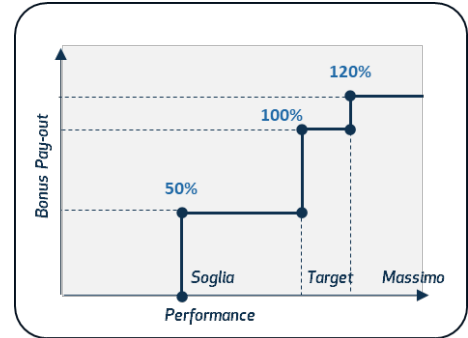 120%
100%
50%
Bonus Pay-out
Soglia Target Massimo
Performance